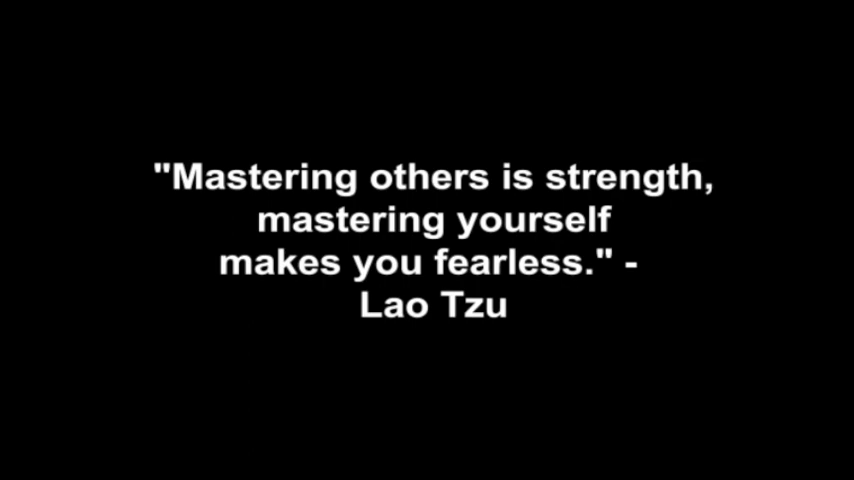 "Mastering others is strength,
mastering yourself
makes you fearless." -
Lao Tzu